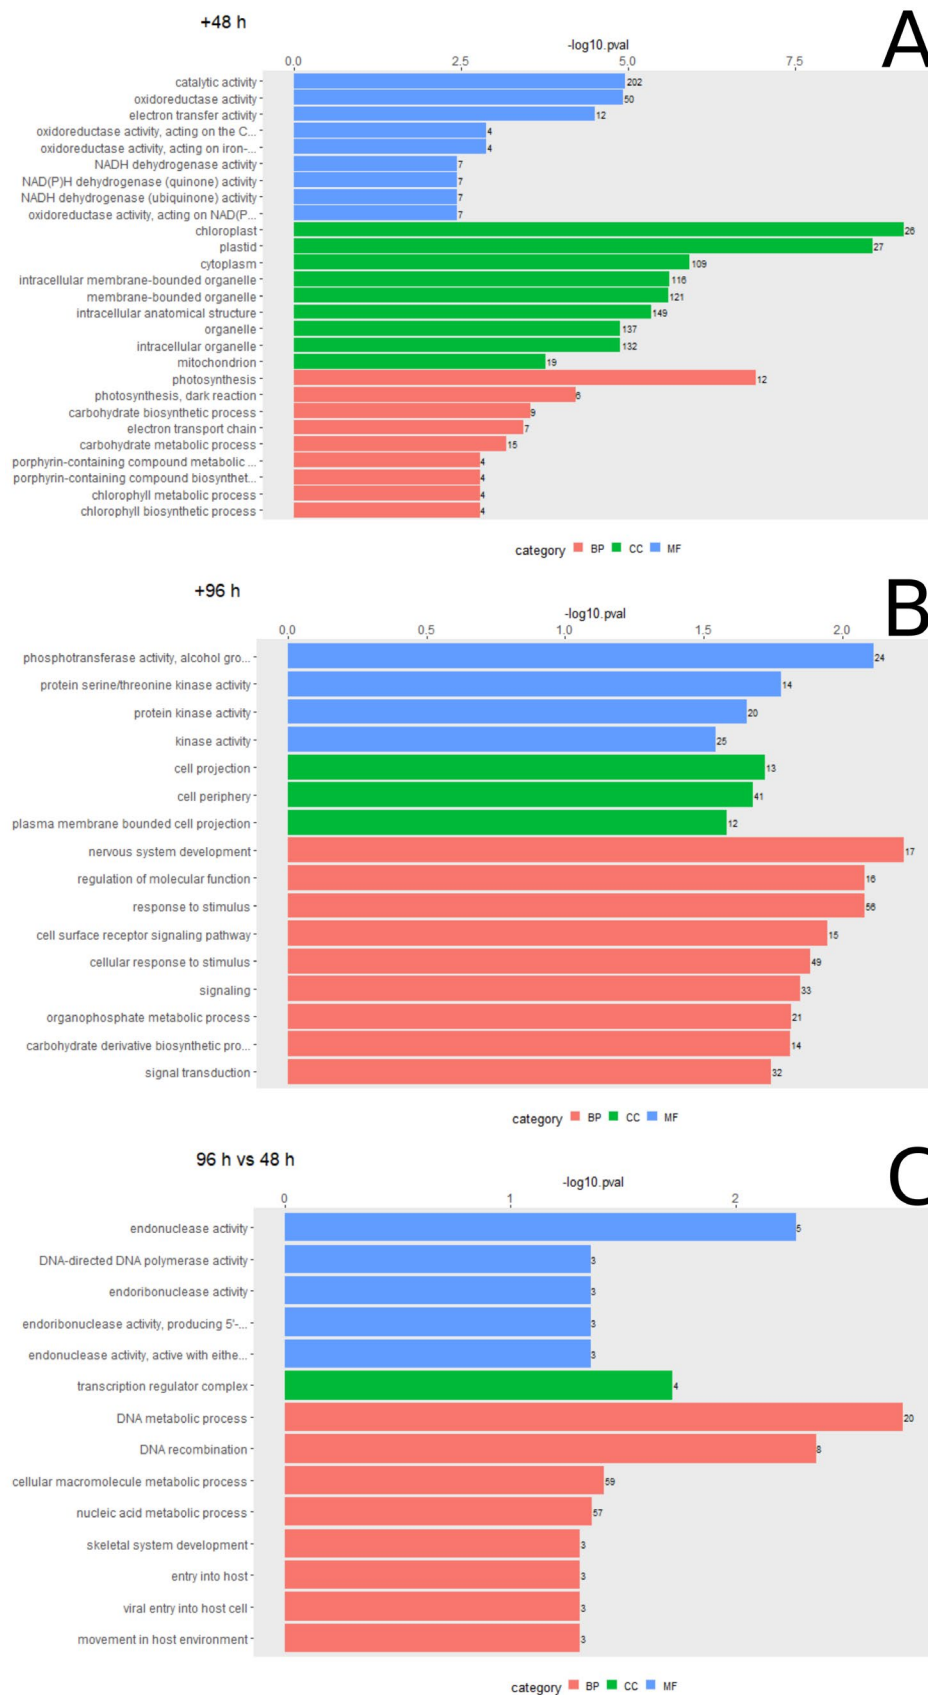 +48 h
A
-log10.pval
0.0 2.5 5.0 7.5
catalytic activity 202
oxidoreductase activity 50
electron transfer activity 12
oxidoreductase activity, acting on the C... 4
oxidoreductase activity, acting on iron-... 4
NADH dehydrogenase activity 7
NAD(P)H dehydrogenase (quinone) activity 7
NADH dehydrogenase (ubiquinone) activity 7
oxidoreductase activity, acting on NAD(P... 7
chloroplast 26
plastid 27
cytoplasm 109
intracellular membrane-bounded organelle 116
membrane-bounded organelle 121
intracellular anatomical structure 149
organelle 137
intracellular organelle 132
mitochondrion 19
photosynthesis 12
photosynthesis, dark reaction 6
carbohydrate biosynthetic process 9
electron transport chain 7
carbohydrate metabolic process 15
porphyrin-containing compound metabolic ... 4
porphyrin-containing compound biosynthet... 4
chlorophyll metabolic process 4
chlorophyll biosynthetic process 4
category BP CC MF
+96 h
B
-log10.pval
0.0 0.5 1.0 1.5 2.0
phosphotransferase activity, alcohol gro... 24
protein serine/threonine kinase activity 14
protein kinase activity 20
kinase activity 25
cell projection 13
cell periphery 41
plasma membrane bounded cell projection 12
nervous system development 17
regulation of molecular function 16
response to stimulus 56
cell surface receptor signaling pathway 15
cellular response to stimulus 49
signaling 33
organophosphate metabolic process 21
carbohydrate derivative biosynthetic pro... 14
signal transduction 32
category BP CC MF
96 h vs 48 h
C
-log10.pval
0 1 2
endonuclease activity 5
DNA-directed DNA polymerase activity 3
endoribonuclease activity 3
endoribonuclease activity, producing 5'-... 3
endonuclease activity, active with eithe... 3
transcription regulator complex 4
DNA metabolic process 20
DNA recombination 8
cellular macromolecule metabolic process 59
nucleic acid metabolic process 57
skeletal system development 3
entry into host 3
viral entry into host cell 3
movement in host environment 3
category BP CC MF